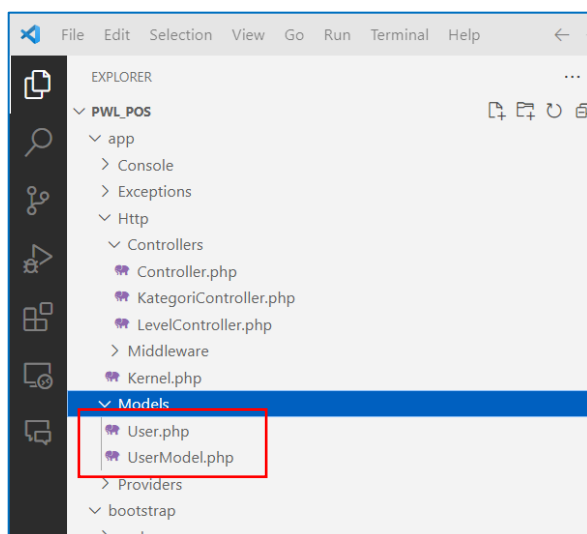 File Edit Selection View Go Run Terminal Help
EXPLORER
PWL_POS
app
Console
Exceptions
Http
Controllers
Controller.php
KategoriController.php
LevelController.php
Middleware
Kernel.php
Models
User.php
UserModel.php
Providers
bootstrap